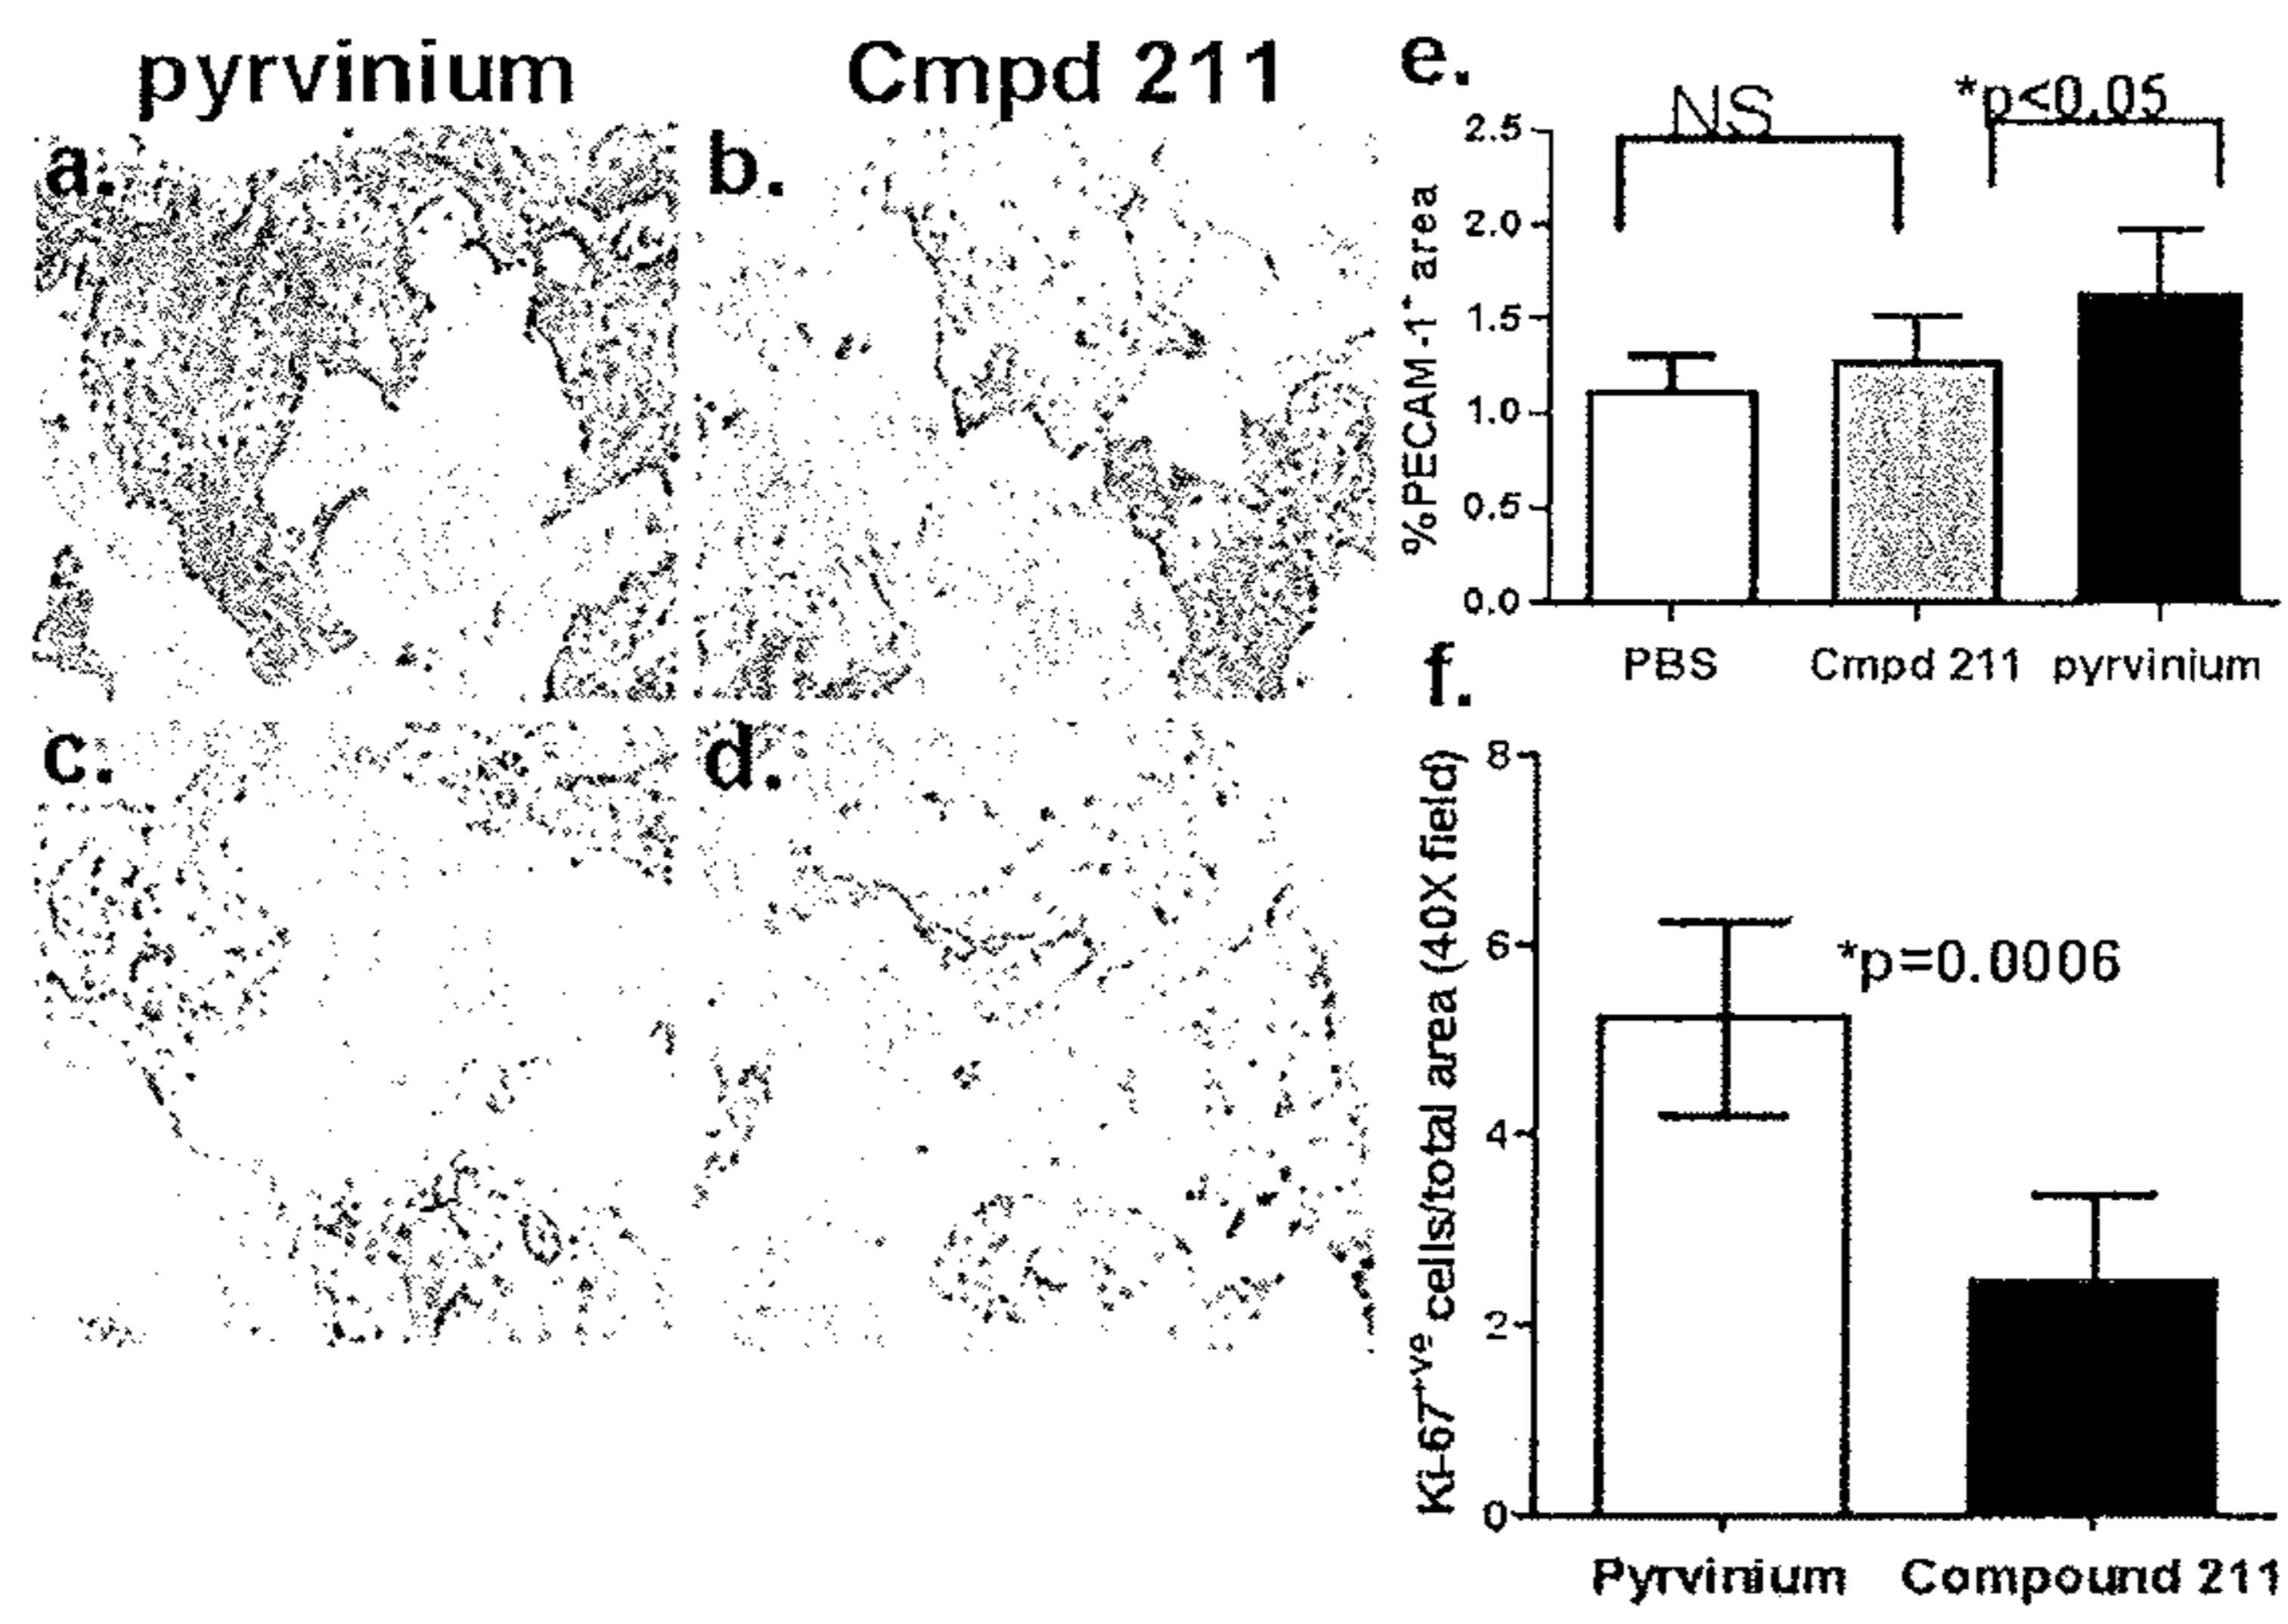 pyrvinium Cmpd 211
a. b.
c. d.
e.
NS *p<0.05
2.5
2.0
1.5
1.0
0.5
0.0
%PECAM-1+ area
PBS Cmpd 211 pyrvinium
f.
8
6
4
2
0
Ki-67+ve cells/total area (40X field)
*p=0.0006
Pyrvinium Compound 211